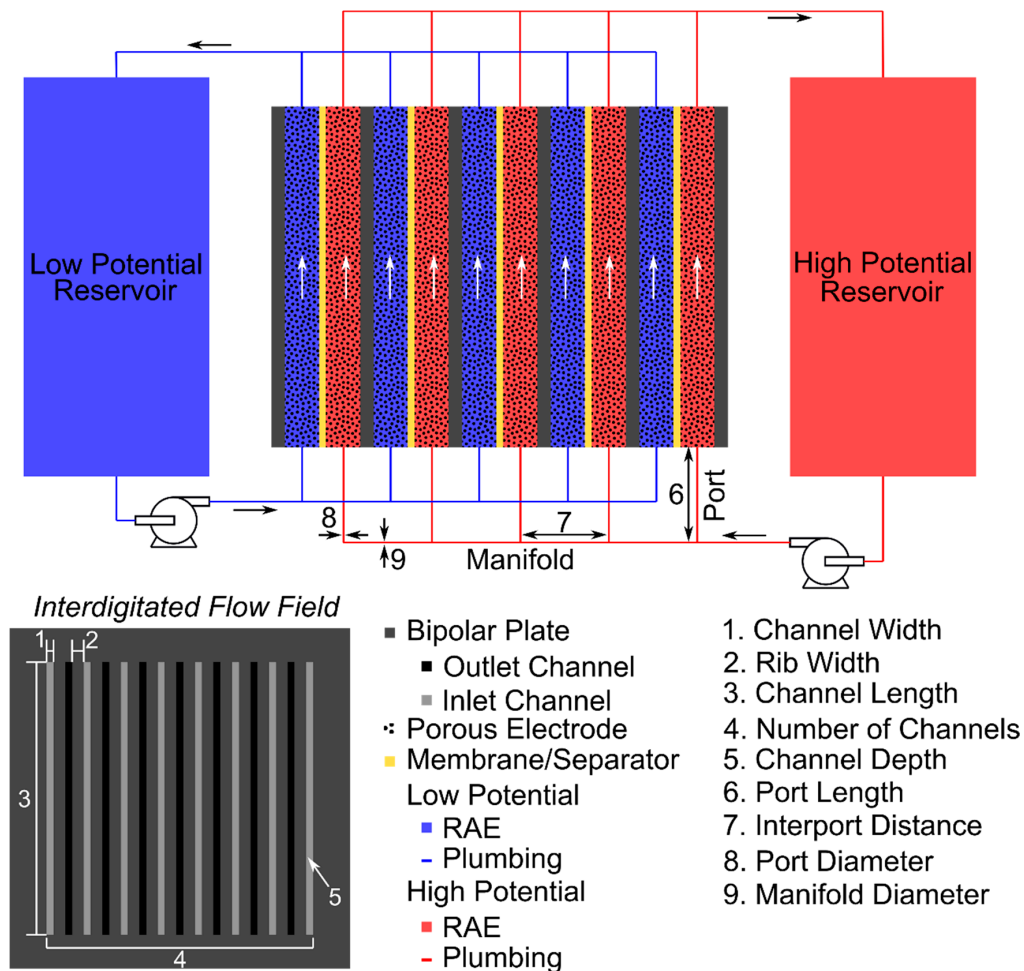 Low Potential
Reservoir
High Potential
Reservoir
6
Port
8
7
9
Manifold
Interdigitated Flow Field
1
2
3
5
4
Bipolar Plate
Outlet Channel
Inlet Channel
Porous Electrode
Membrane/Separator
Low Potential
RAE
Plumbing
High Potential
RAE
Plumbing
1. Channel Width
2. Rib Width
3. Channel Length
4. Number of Channels
5. Channel Depth
6. Port Length
7. Interport Distance
8. Port Diameter
9. Manifold Diameter